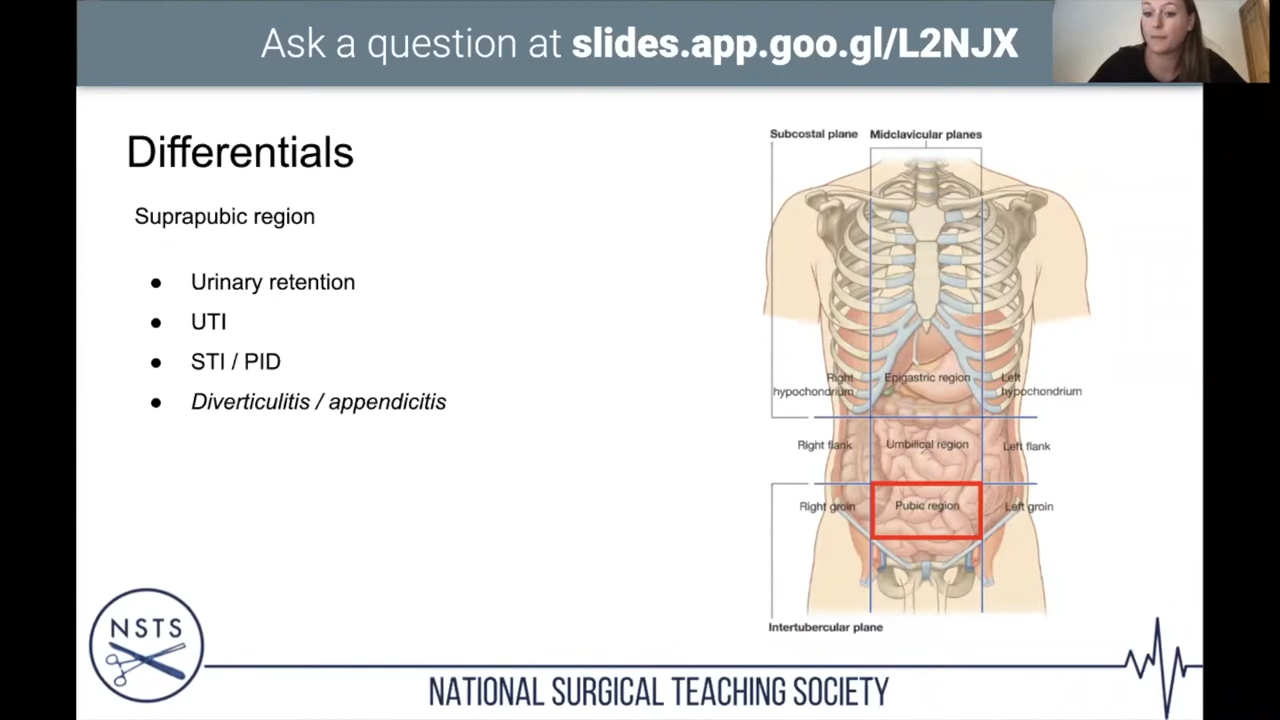 Ask a question at slides.app.goo.gl/L2NJX
Differentials
Suprapubic region
● Urinary retention
● UTI
● STI / PID
● Diverticulitis / appendicitis
Subcostal plane Midclavicular planes
Right hypochondrium
Epigastric region
Left hypochondrium
Right flank Umbilical region Left flank
Right groin Pubic region Left groin
Intertubercular plane
NSTS
NATIONAL SURGICAL TEACHING SOCIETY